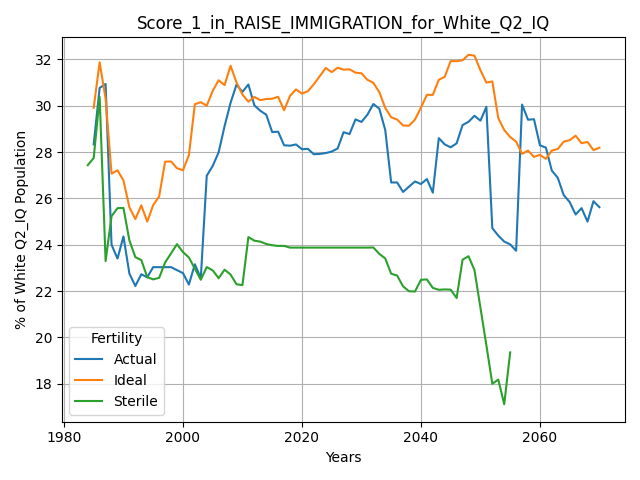 Score_1_in_RAISE_IMMIGRATION_for_White_Q2_IQ
% of White Q2_IQ Population
32
30
28
26
24
22
20
18
Fertility
Actual
Ideal
Sterile
1980 2000 2020 2040 2060
Years